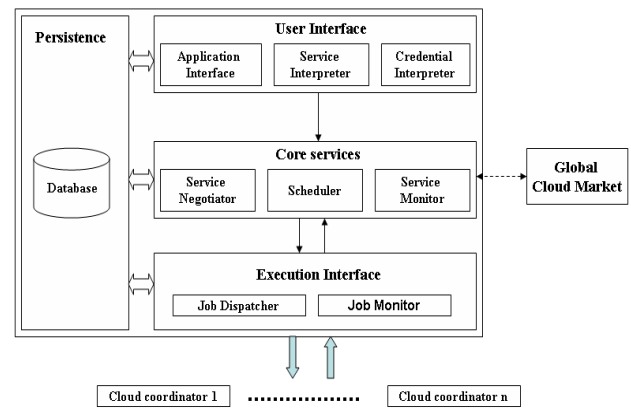 Persistence
Database
User Interface
Application
Interface
Service
Interpreter
Credential
Interpreter
Core services
Service
Negotiator
Scheduler
Service
Monitor
Global
Cloud Market
Execution Interface
Job Dispatcher
Job Monitor
Cloud coordinator 1
Cloud coordinator n